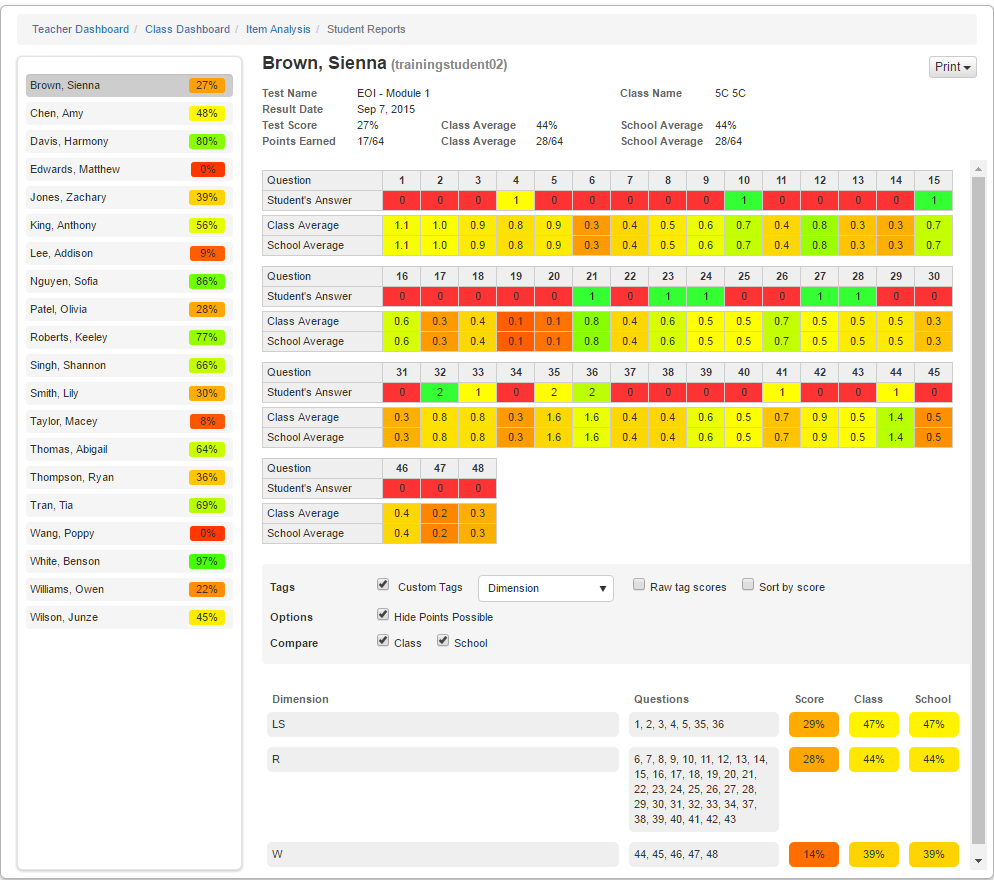 Teacher Dashboard / Class Dashboard / Item Analysis / Student Reports
Brown, Sienna 27%
Chen, Amy 48%
Davis, Harmony 80%
Edwards, Matthew 0%
Jones, Zachary 39%
King, Anthony 56%
Lee, Addison 9%
Nguyen, Sofia 86%
Patel, Olivia 28%
Roberts, Keeley 77%
Singh, Shannon 66%
Smith, Lily 30%
Taylor, Macey 8%
Thomas, Abigail 64%
Thompson, Ryan 36%
Tran, Tia 69%
Wang, Poppy 0%
White, Benson 97%
Williams, Owen 22%
Wilson, Junze 45%
Brown, Sienna (trainingstudent02)
Print
Test Name EOI - Module 1 Class Name 5C 5C
Result Date Sep 7, 2015
Test Score 27% Class Average 44% School Average 44%
Points Earned 17/64 Class Average 28/64 School Average 28/64
Question 1 2 3 4 5 6 7 8 9 10 11 12 13 14 15
Student's Answer 0 0 0 1 0 0 0 0 0 1 0 0 0 0 1
Class Average 1.1 1.0 0.9 0.8 0.9 0.3 0.4 0.5 0.6 0.7 0.4 0.8 0.3 0.3 0.7
School Average 1.1 1.0 0.9 0.8 0.9 0.3 0.4 0.5 0.6 0.7 0.4 0.8 0.3 0.3 0.7
Question 16 17 18 19 20 21 22 23 24 25 26 27 28 29 30
Student's Answer 0 0 0 0 0 1 0 1 1 0 0 1 1 0 0
Class Average 0.6 0.3 0.4 0.1 0.1 0.8 0.4 0.6 0.5 0.5 0.7 0.5 0.5 0.5 0.3
School Average 0.6 0.3 0.4 0.1 0.1 0.8 0.4 0.6 0.5 0.5 0.7 0.5 0.5 0.5 0.3
Question 31 32 33 34 35 36 37 38 39 40 41 42 43 44 45
Student's Answer 0 2 1 0 2 2 0 0 0 0 1 0 0 1 0
Class Average 0.3 0.8 0.8 0.3 1.6 1.6 0.4 0.4 0.6 0.5 0.7 0.9 0.5 1.4 0.5
School Average 0.3 0.8 0.8 0.3 1.6 1.6 0.4 0.4 0.6 0.5 0.7 0.9 0.5 1.4 0.5
Question 46 47 48
Student's Answer 0 0 0
Class Average 0.4 0.2 0.3
School Average 0.4 0.2 0.3
Tags Custom Tags Dimension Raw tag scores Sort by score
Options Hide Points Possible
Compare Class School
Dimension Questions Score Class School
LS 1, 2, 3, 4, 5, 35, 36 29% 47% 47%
R 6, 7, 8, 9, 10, 11, 12, 13, 14, 28% 44% 44%
15, 16, 17, 18, 19, 20, 21,
22, 23, 24, 25, 26, 27, 28,
29, 30, 31, 32, 33, 34, 37,
38, 39, 40, 41, 42, 43
W 44, 45, 46, 47, 48 14% 39% 39%